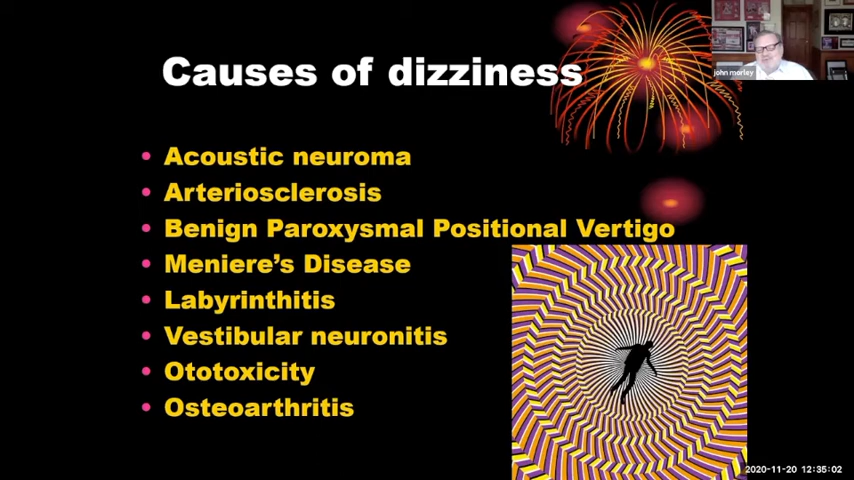 john morley
Causes of dizziness
• Acoustic neuroma
• Arteriosclerosis
• Benign Paroxysmal Positional Vertigo
• Meniere's Disease
• Labyrinthitis
• Vestibular neuronitis
• Ototoxicity
• Osteoarthritis
2020-11-20 12:35:02